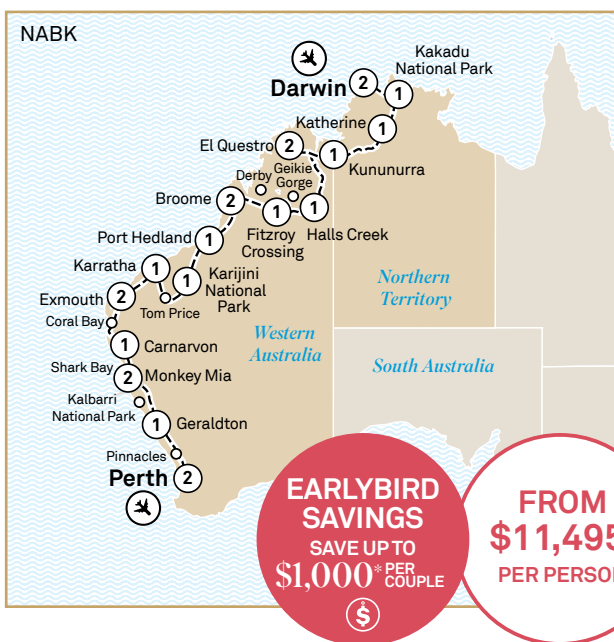 NABK
Kakadu
National Park
Darwin
2
1
Katherine
1
El Questro
2
1
Kununurra
Derby
Geikie
Gorge
Broome
2
1
1
Fitzroy
Crossing
Halls Creek
Port Hedland
1
Karratha
1
1
Karijini
National
Park
Tom Price
Exmouth
2
Coral Bay
Northern
Territory
Western
Australia
South Australia
1
Carnarvon
Shark Bay
2
Monkey Mia
Kalbarri
National Park
1
Geraldton
Pinnacles
Perth
2
EARLYBIRD
SAVINGS
SAVE UP TO
$1,000* PER
COUPLE
$
FROM
$11,495
PER PERSON